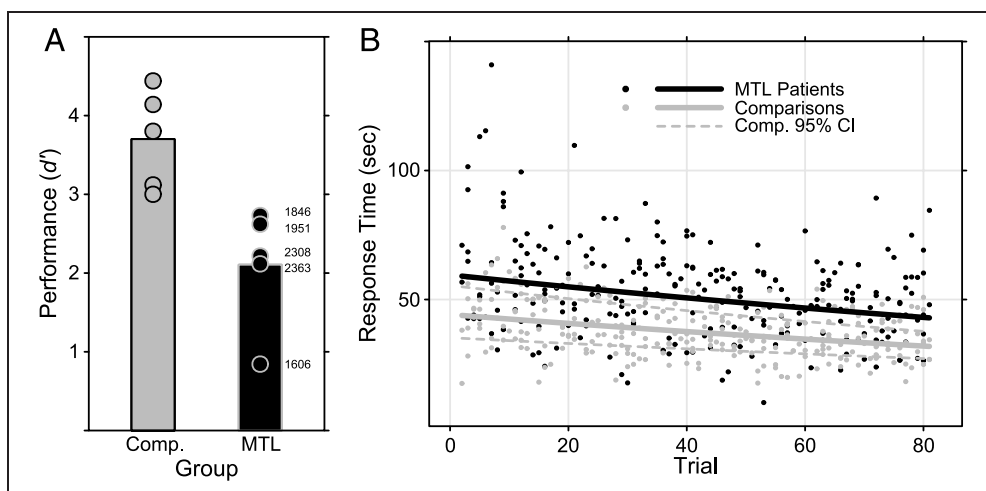 A
Performance (d′)
4
3
2
1
1846
1951
2308
2363
1606
Comp.
MTL
Group
B
Response Time (sec)
100
50
MTL Patients
Comparisons
Comp. 95% CI
0
20
40
60
80
Trial